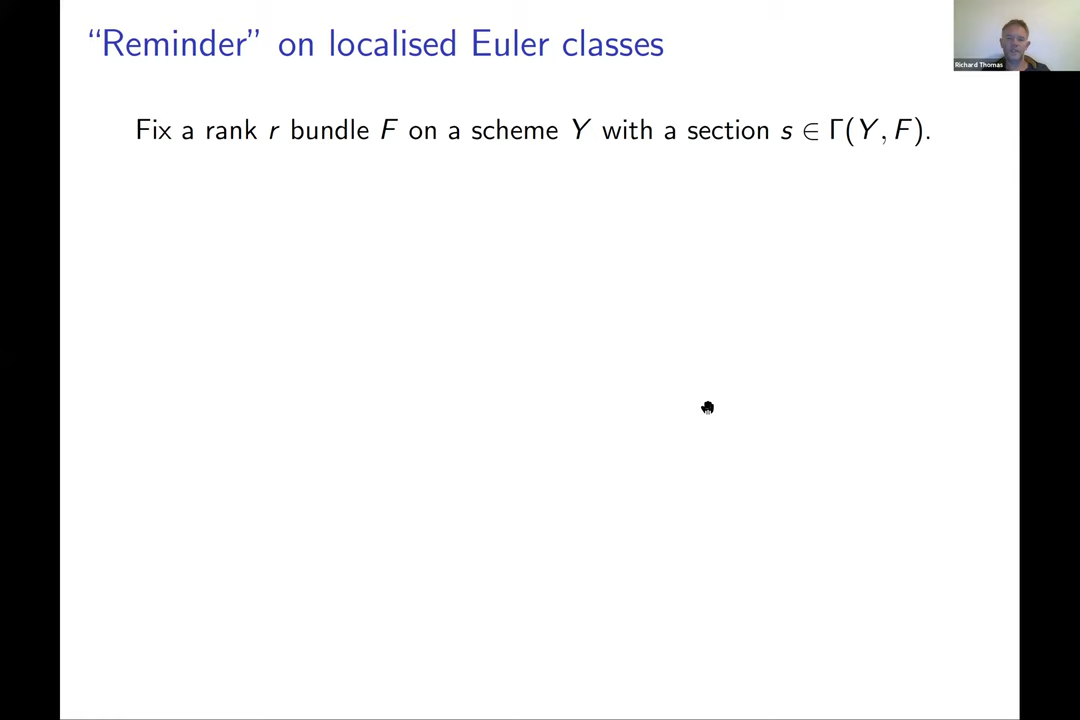 “Reminder” on localised Euler classes
Richard Thomas
Fix a rank r bundle F on a scheme Y with a section s ∈ Γ(Y, F).